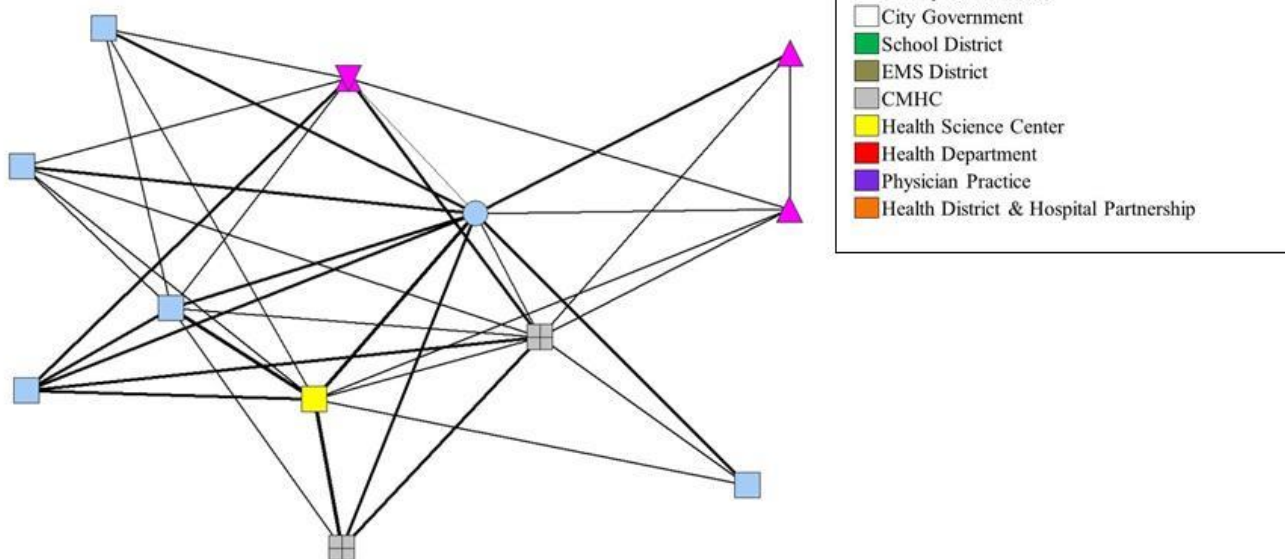 City Government
School District
EMS District
CMHC
Health Science Center
Health Department
Physician Practice
Health District & Hospital Partnership